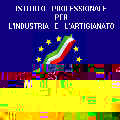 ISTITUTO PROFESSIONALE
PER
L'INDUSTRIA E L'ARTIGIANATO